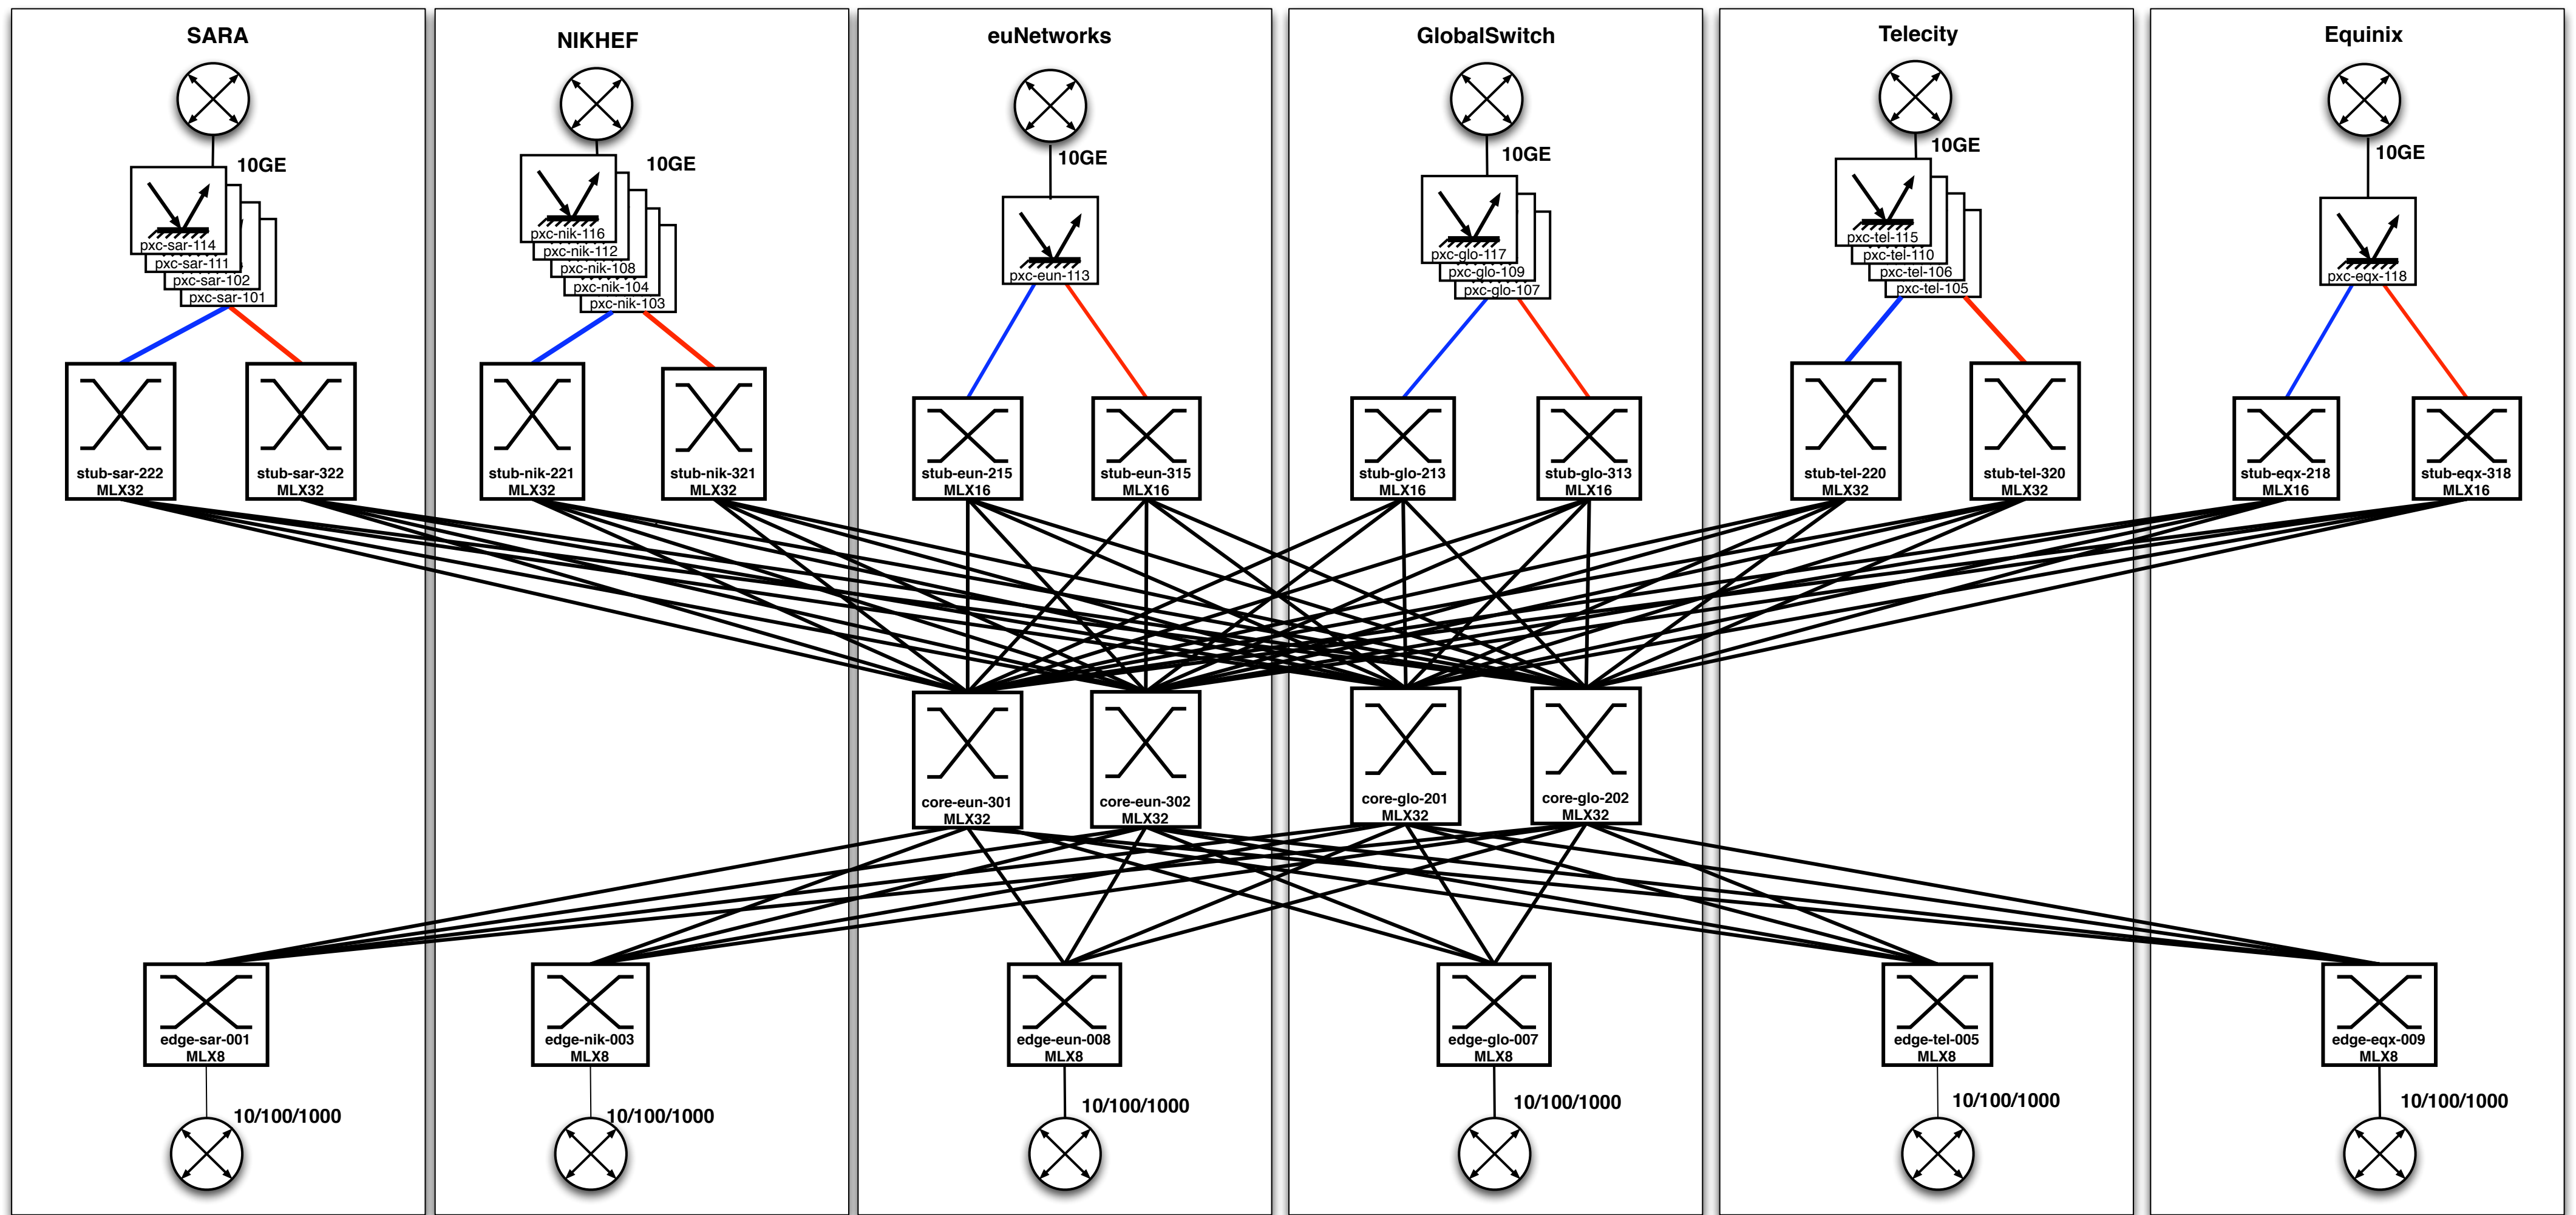 SARA
10GE
pxc-sar-114
pxc-sar-111
pxc-sar-102
pxc-sar-101
stub-sar-222
MLX32
stub-sar-322
MLX32
edge-sar-001
MLX8
10/100/1000
NIKHEF
10GE
pxc-nik-116
pxc-nik-112
pxc-nik-108
pxc-nik-104
pxc-nik-103
stub-nik-221
MLX32
stub-nik-321
MLX32
edge-nik-003
MLX8
10/100/1000
euNetworks
10GE
pxc-eun-113
stub-eun-215
MLX16
stub-eun-315
MLX16
core-eun-301
MLX32
core-eun-302
MLX32
edge-eun-008
MLX8
10/100/1000
GlobalSwitch
10GE
pxc-glo-117
pxc-glo-109
pxc-glo-107
stub-glo-213
MLX16
stub-glo-313
MLX16
core-glo-201
MLX32
core-glo-202
MLX32
edge-glo-007
MLX8
10/100/1000
Telecity
10GE
pxc-tel-115
pxc-tel-110
pxc-tel-106
pxc-tel-105
stub-tel-220
MLX32
stub-tel-320
MLX32
edge-tel-005
MLX8
10/100/1000
Equinix
10GE
pxc-eqx-118
stub-eqx-218
MLX16
stub-eqx-318
MLX16
edge-eqx-009
MLX8
10/100/1000